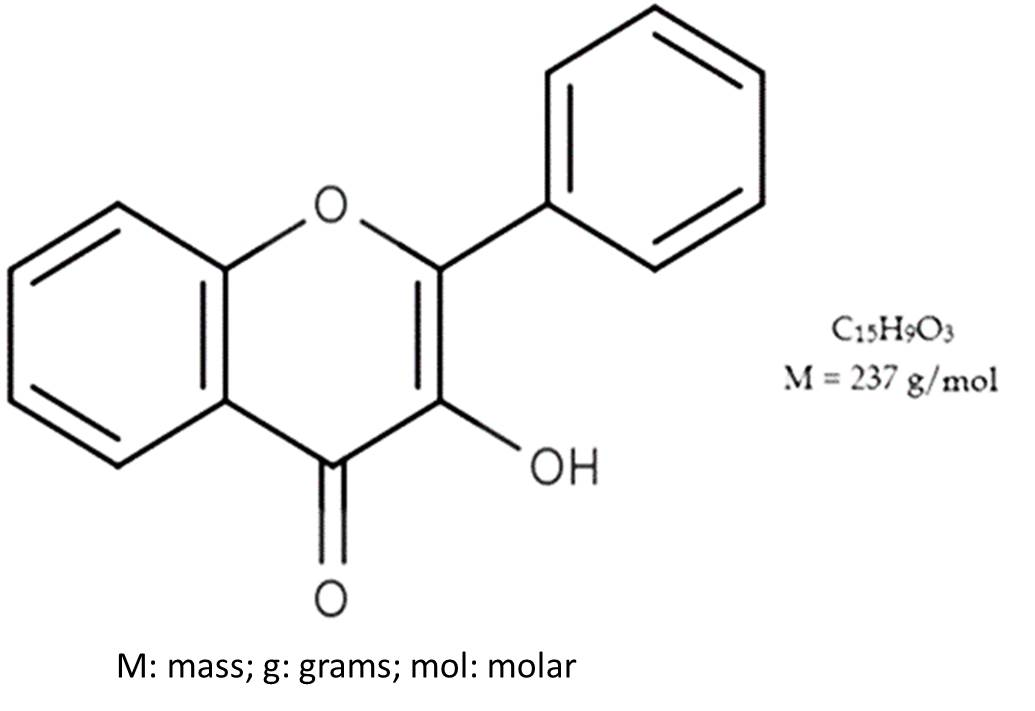 O
OH
O
C₁₅H₉O₃
M = 237 g/mol
M: mass; g: grams; mol: molar